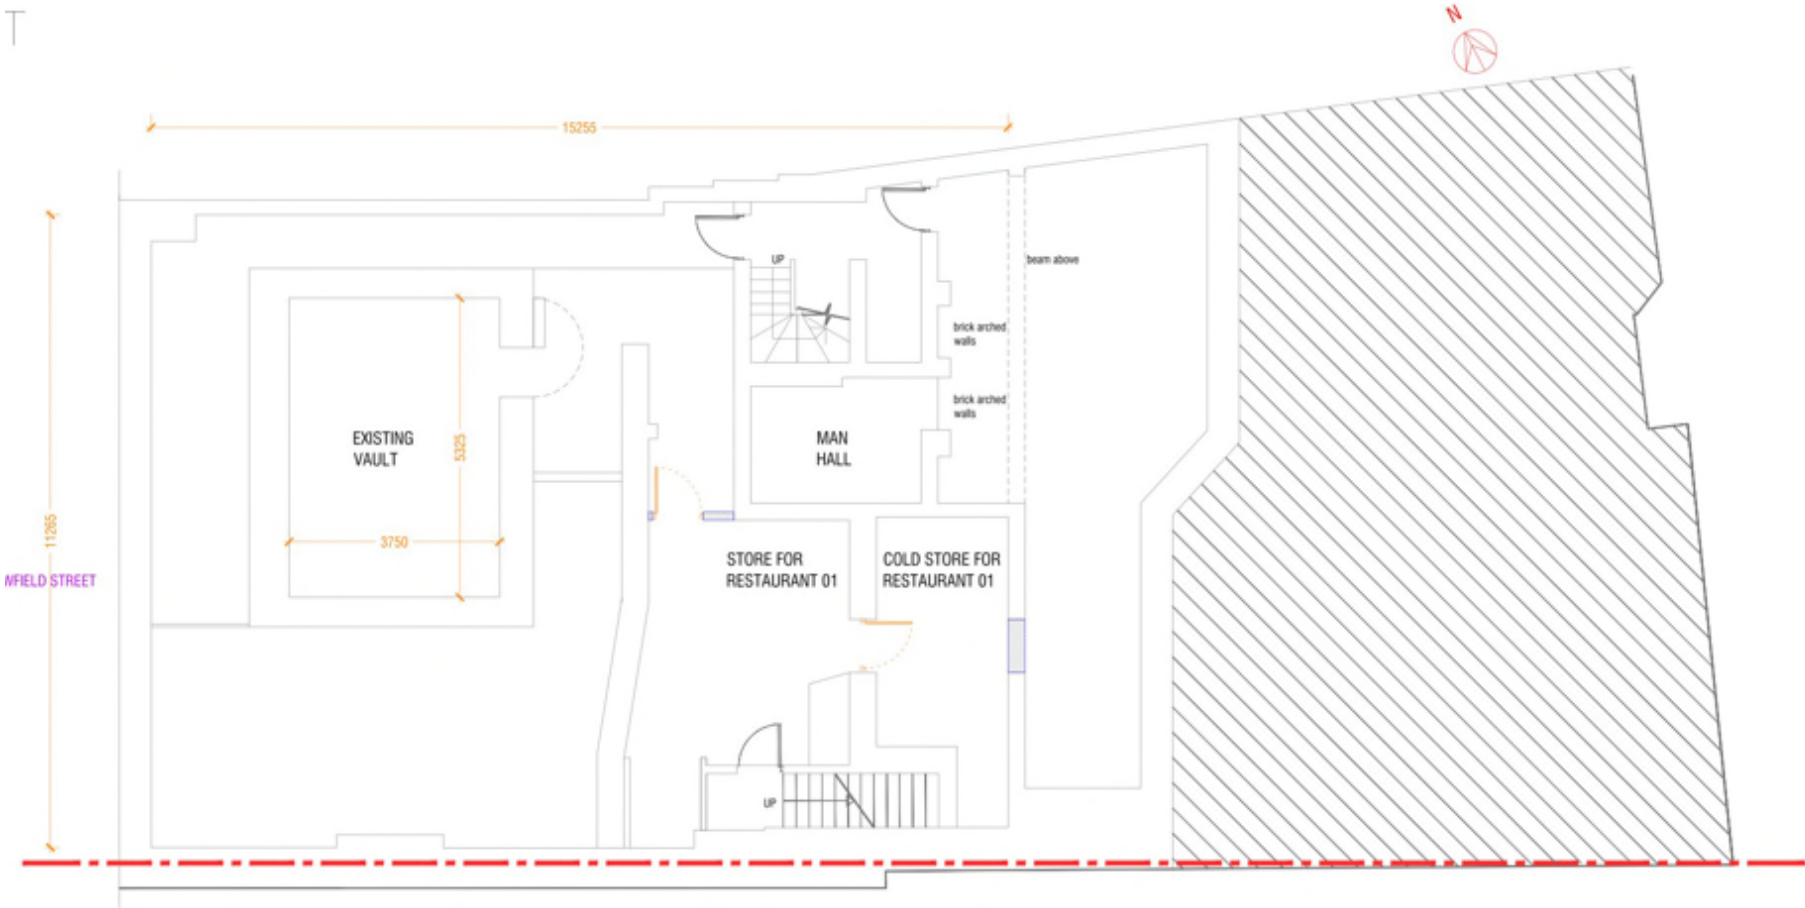 N
15255
UP
beam above
brick arched
walls
brick arched
walls
EXISTING
VAULT
5325
MAN
HALL
11265
3750
STORE FOR
RESTAURANT 01
COLD STORE FOR
RESTAURANT 01
WFIELD STREET
UP